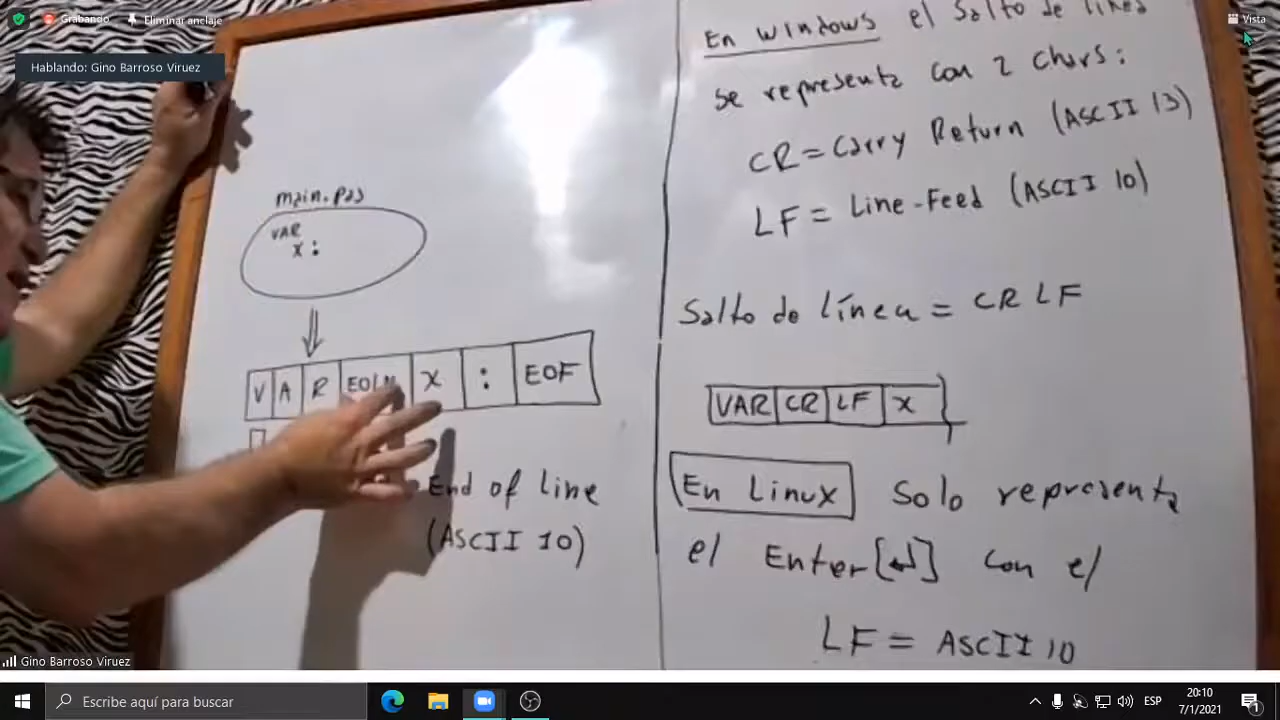 Grabando
Eliminar anclaje
Vista
Hablando: Gino Barroso Viruez
main.pas
VAR
x:
V A R EOLN x : EOF
End of Line
(ASCII 10)
En Windows el salto de linea
se representa con 2 chars:
CR = Carry Return (ASCII 13)
LF = Line-Feed (ASCII 10)
Salto de línea = CR LF
VAR CR LF x
En Linux Solo representa
el Enter[↵] con el
LF = ASCII 10
Gino Barroso Viruez
Escribe aquí para buscar
ESP
20:10
7/1/2021
1